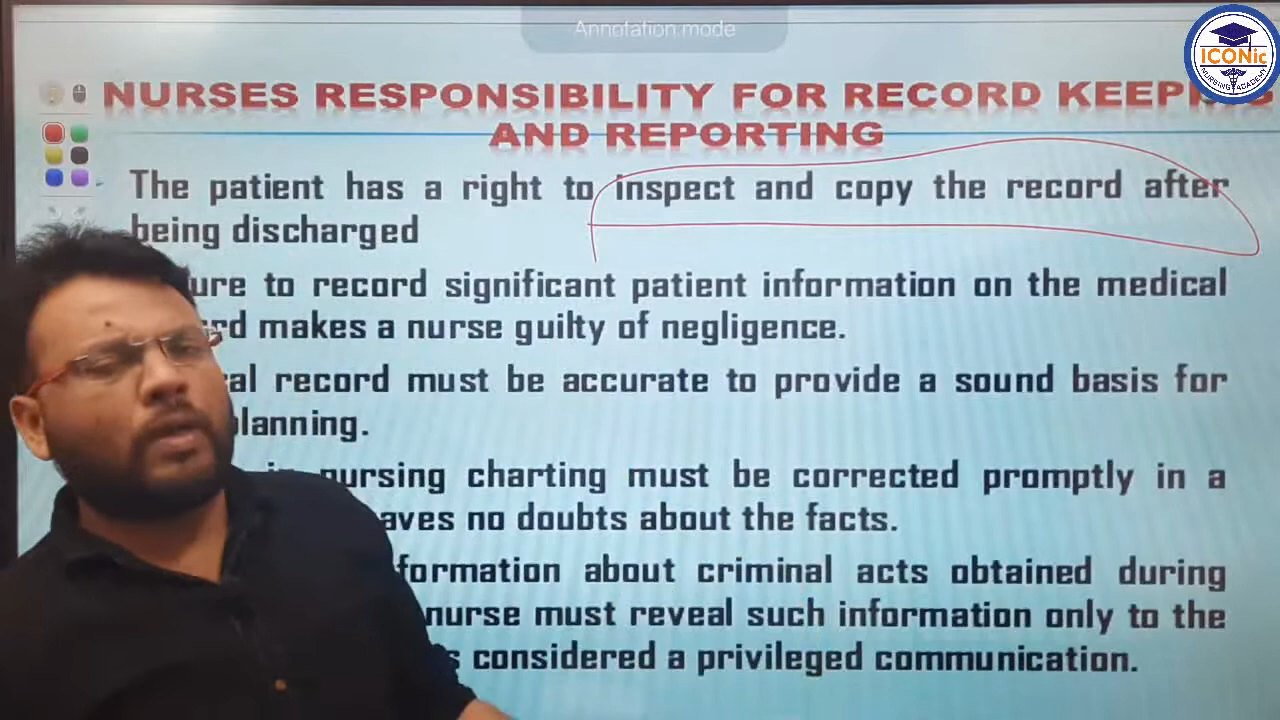 Annotation mode
ICONic
NURSING ACADEMY
NURSES RESPONSIBILITY FOR RECORD KEEPING
AND REPORTING
The patient has a right to inspect and copy the record after
being discharged
ure to record significant patient information on the medical
rd makes a nurse guilty of negligence.
al record must be accurate to provide a sound basis for
planning.
in nursing charting must be corrected promptly in a
aves no doubts about the facts.
formation about criminal acts obtained during
nurse must reveal such information only to the
s considered a privileged communication.